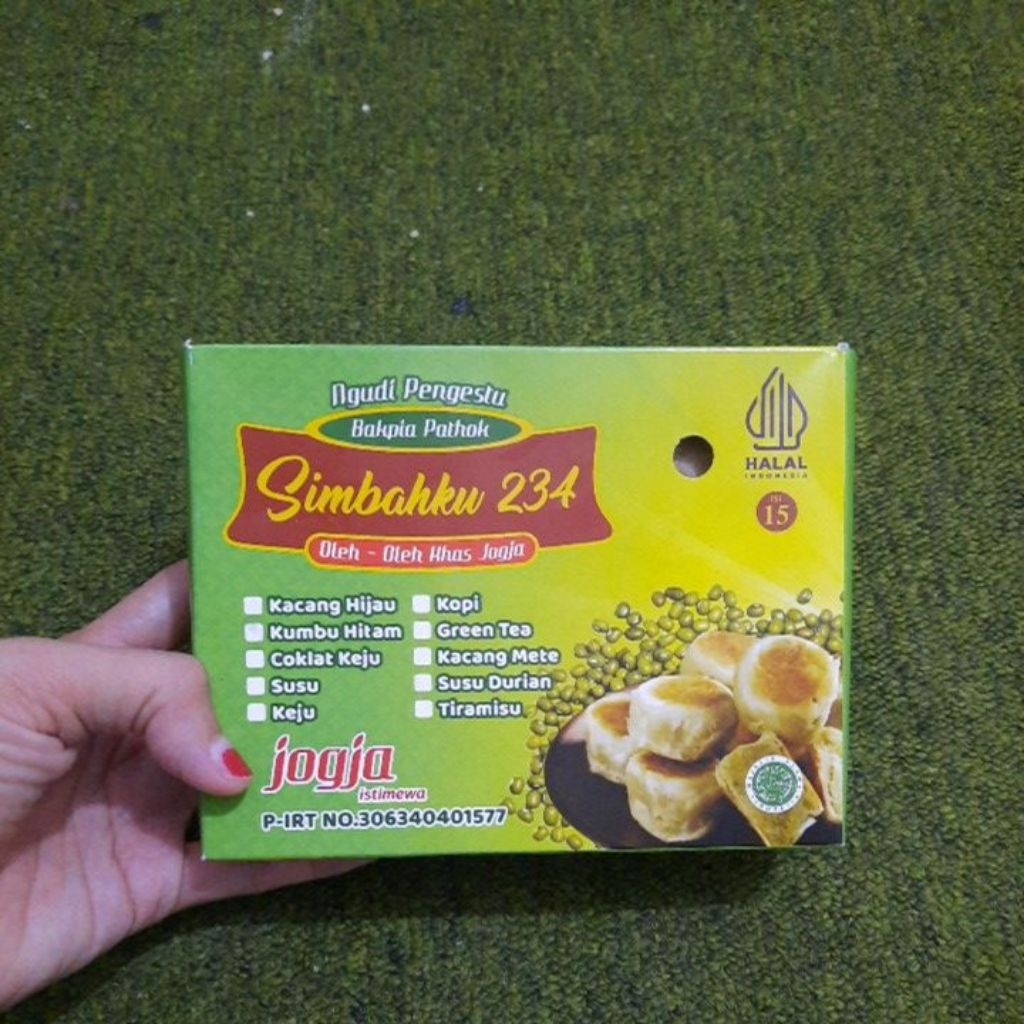 Ngudi Pengestu
Bakpia Pathok
Simbahku 234
Oleh - Oleh Khas Jogja
HALAL
INDONESIA
ISI
15
Kacang Hijau
Kumbu Hitam
Coklat Keju
Susu
Keju
Kopi
Green Tea
Kacang Mete
Susu Durian
Tiramisu
jogja
istimewa
P-IRT NO.306340401577